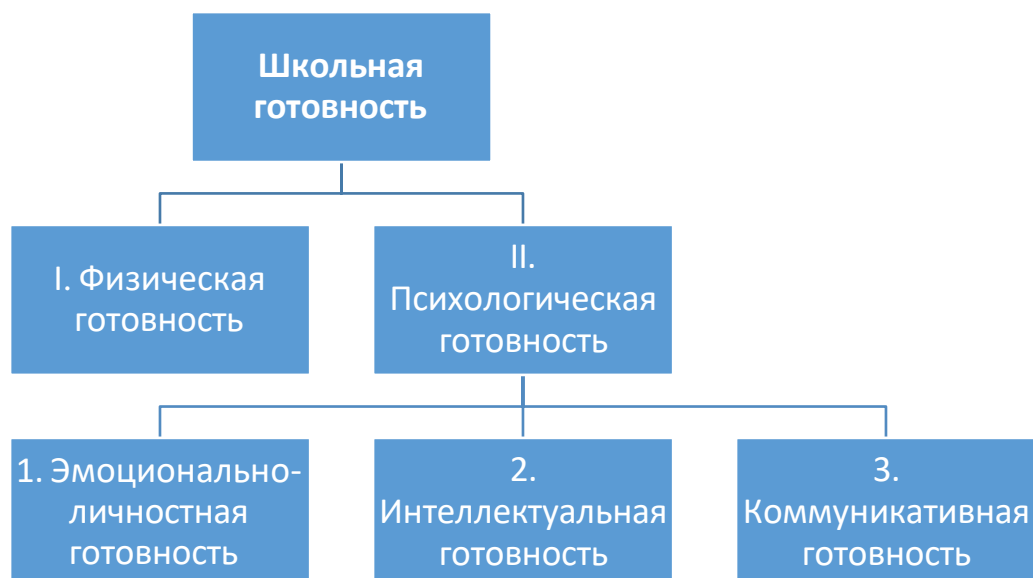 Школьная
готовность
I. Физическая
готовность
II.
Психологическая
готовность
1. Эмоционально-
личностная
готовность
2.
Интеллектуальная
готовность
3.
Коммуникативная
готовность